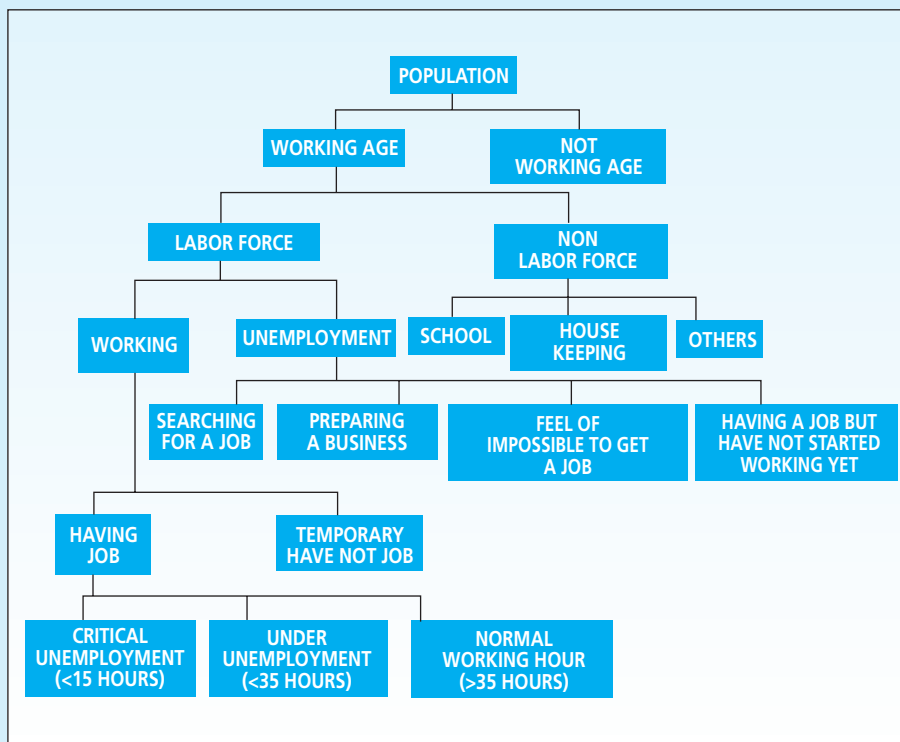 POPULATION
WORKING AGE
NOT
WORKING AGE
LABOR FORCE
NON
LABOR FORCE
WORKING
UNEMPLOYMENT
SCHOOL
HOUSE
KEEPING
OTHERS
SEARCHING
FOR A JOB
PREPARING
A BUSINESS
FEEL OF
IMPOSSIBLE TO GET
A JOB
HAVING A JOB BUT
HAVE NOT STARTED
WORKING YET
HAVING
JOB
TEMPORARY
HAVE NOT JOB
CRITICAL
UNEMPLOYMENT
(<15 HOURS)
UNDER
UNEMPLOYMENT
(<35 HOURS)
NORMAL
WORKING HOUR
(>35 HOURS)